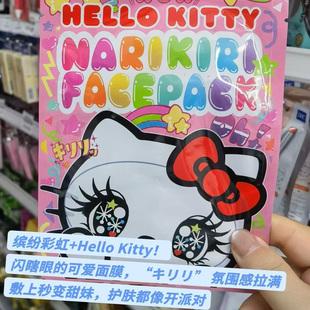 HELLO KITTY
NARIKIRI
FACEPACK
キリリッ
缤纷彩虹+Hello Kitty！
闪瞎眼的可爱面膜，“キリリ”氛围感拉满
敷上秒变甜妹，护肤都像开派对